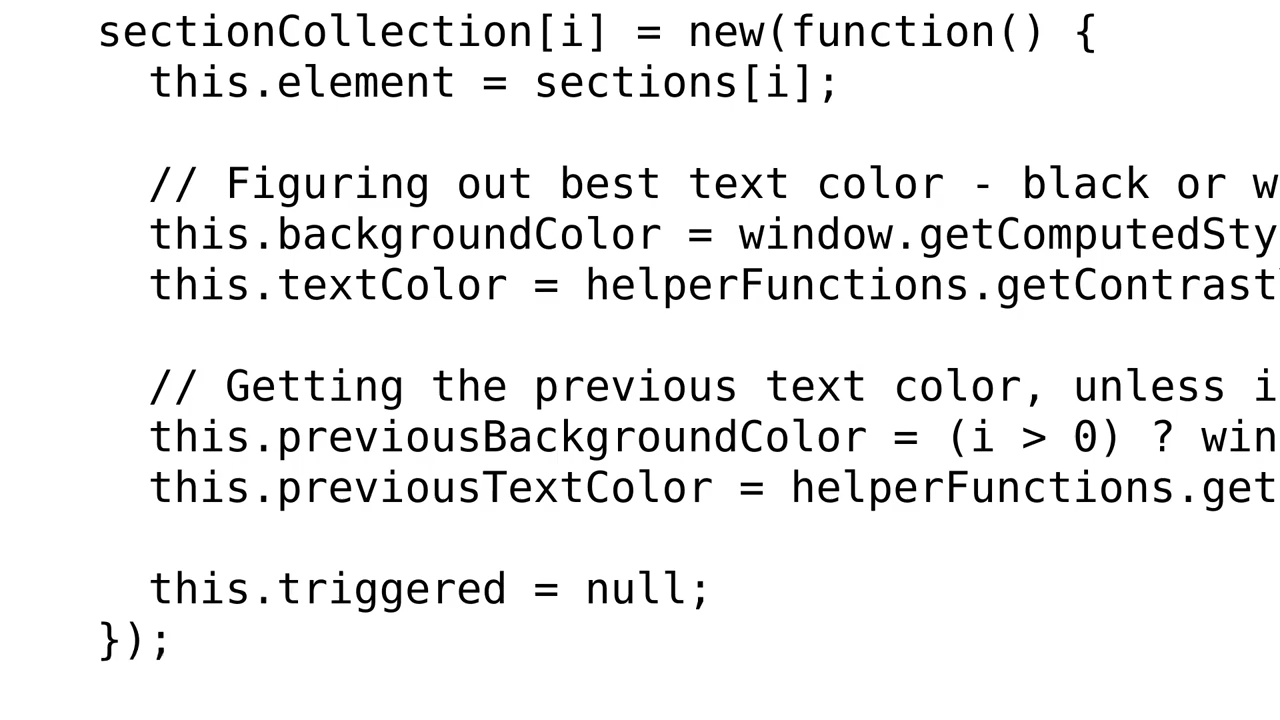 sectionCollection[i] = new(function() {
this.element = sections[i];
// Figuring out best text color - black or w
this.backgroundColor = window.getComputedSty
this.textColor = helperFunctions.getContrast
// Getting the previous text color, unless i
this.previousBackgroundColor = (i > 0) ? win
this.previousTextColor = helperFunctions.get
this.triggered = null;
});